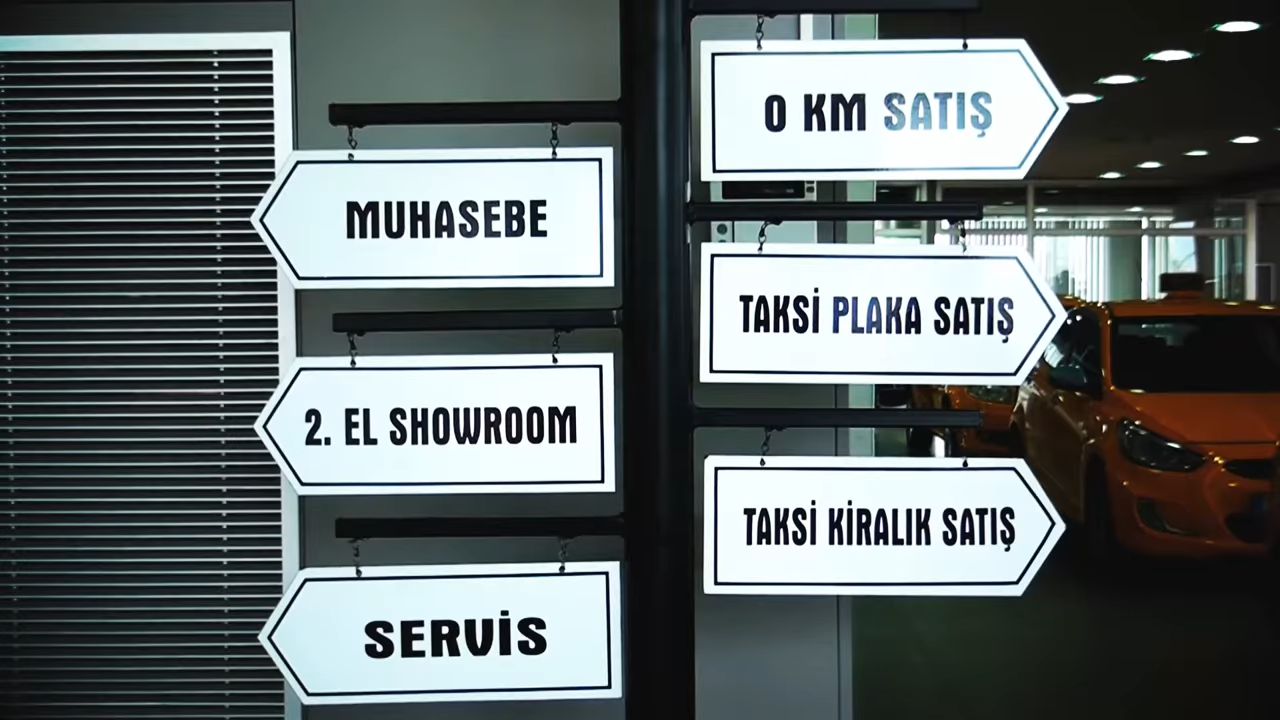 MUHASEBE
2. EL SHOWROOM
SERVİS
0 KM SATIŞ
TAKSİ PLAKA SATIŞ
TAKSİ KİRALIK SATIŞ